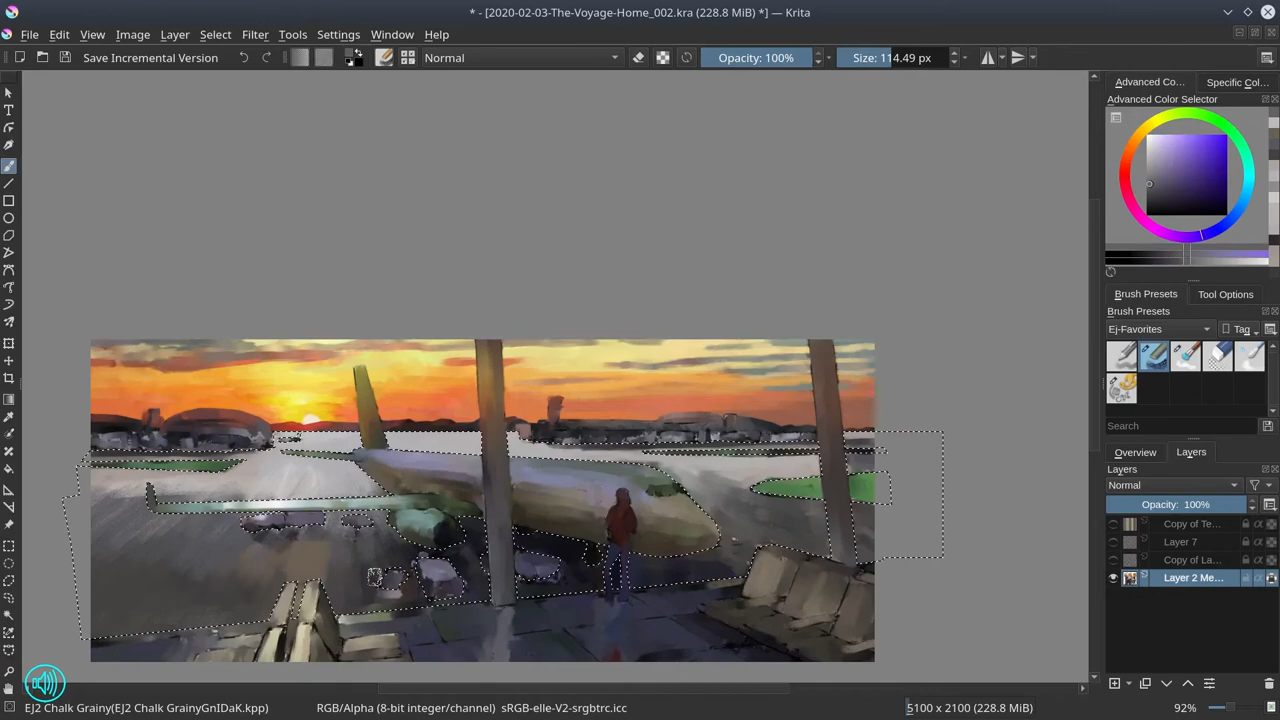 * - [2020-02-03-The-Voyage-Home_002.kra (228.8 MiB) *] — Krita
File Edit View Image Layer Select Filter Tools Settings Window Help
Save Incremental Version Normal Opacity: 100% Size: 114.49 px
Advanced Co... Specific Col...
Advanced Color Selector
Brush Presets Tool Options
Brush Presets
Ej-Favorites Tag
Search
Overview Layers
Layers
Normal
Opacity: 100%
Copy of Te...
Layer 7
Copy of La...
Layer 2 Me...
EJ2 Chalk Grainy(EJ2 Chalk GrainyGnIDaK.kpp) RGB/Alpha (8-bit integer/channel) sRGB-elle-V2-srgbtrc.icc 5100 x 2100 (228.8 MiB) 92%